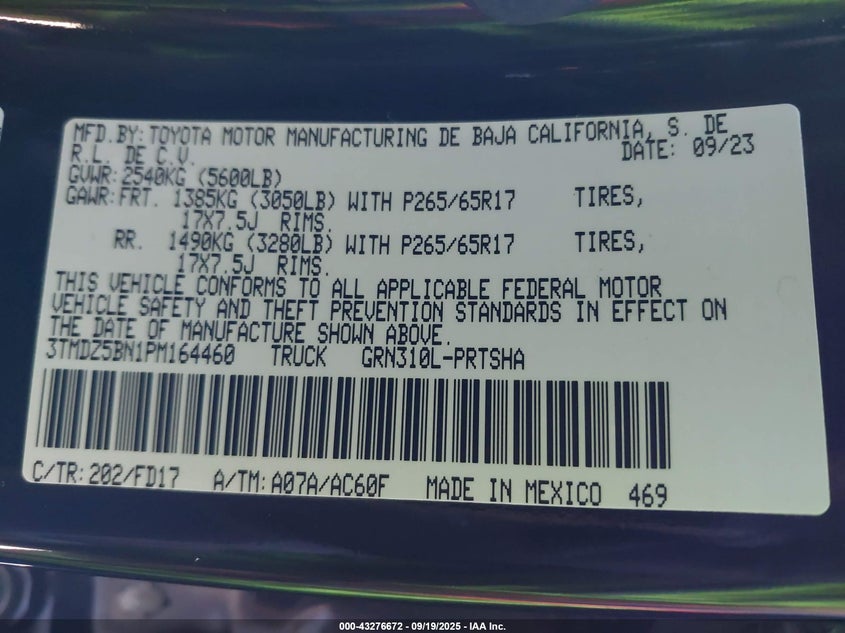 MFD.BY:TOYOTA MOTOR MANUFACTURING DE BAJA CALIFORNIA, S. DE
R.L. DE C.V. DATE: 09/23
GVWR:2540KG (5600LB)
GAWR:FRT. 1385KG (3050LB) WITH P265/65R17 TIRES,
17X7.5J RIMS.
RR. 1490KG (3280LB) WITH P265/65R17 TIRES,
17X7.5J RIMS.
THIS VEHICLE CONFORMS TO ALL APPLICABLE FEDERAL MOTOR
VEHICLE SAFETY AND THEFT PREVENTION STANDARDS IN EFFECT ON
THE DATE OF MANUFACTURE SHOWN ABOVE.
3TMDZ5BN1PM164460 TRUCK GRN310L-PRTSHA
C/TR:202/FD17 A/TM:A07A/AC60F MADE IN MEXICO 469
000-43276672 - 09/19/2025 - IAA Inc.